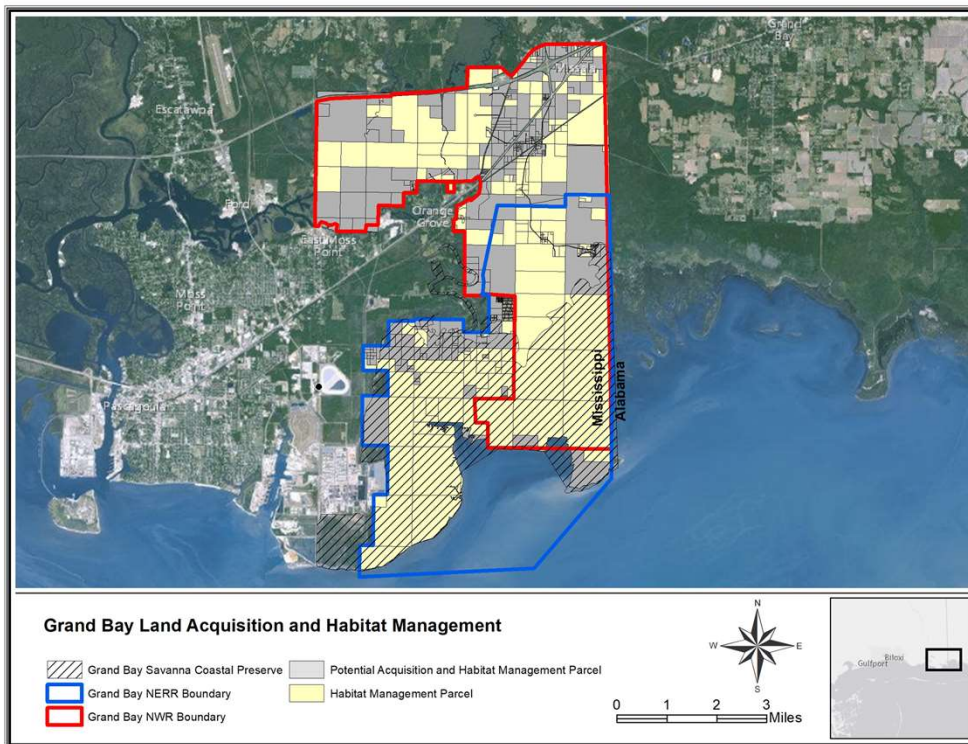 Grand
Bay
Escatawpa
Ford
Orange
Grove
East Moss
Point
Moss
Point
Pascagoula
Mississippi
Alabama
Grand Bay Land Acquisition and Habitat Management
Grand Bay Savanna Coastal Preserve
Potential Acquisition and Habitat Management Parcel
Grand Bay NERR Boundary
Habitat Management Parcel
Grand Bay NWR Boundary
N
W
E
S
0 1 2 3
Miles
Biloxi
Gulfport